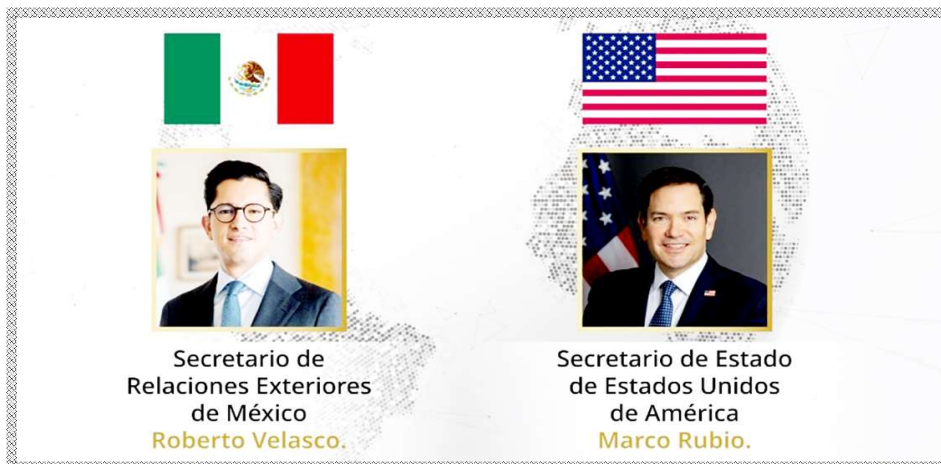 Secretario de
Relaciones Exteriores
de México
Roberto Velasco.
Secretario de Estado
de Estados Unidos
de América
Marco Rubio.